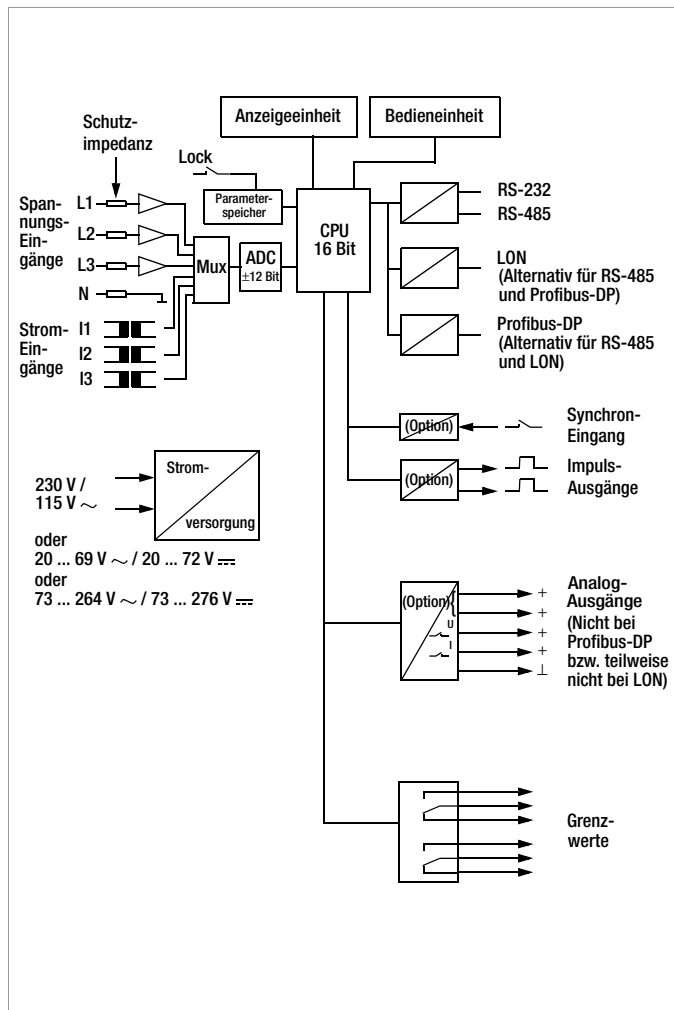 Anzeigeeinheit
Bedieneinheit
Schutz-
impedanz
Lock
Parameter-
speicher
CPU
16 Bit
RS-232
RS-485
Span-
nungs-
Ein-
gänge
L1
L2
L3
N
Mux
ADC
±12 Bit
LON
(Alternativ für RS-485
und Profibus-DP)
Strom-
Ein-
gänge
I1
I2
I3
Profibus-DP
(Alternativ für RS-485
und LON)
(Option)
Synchron-
Eingang
(Option)
Impuls-
Ausgänge
230 V /
115 V ~
Strom-
versorgung
oder
20 ... 69 V ~ / 20 ... 72 V ⎓
oder
73 ... 264 V ~ / 73 ... 276 V ⎓
(Option)
U
I
+
+
+
+
⊥
Analog-
Ausgänge
(Nicht bei
Profibus-DP
bzw. teilweise
nicht bei LON)
Grenz-
werte